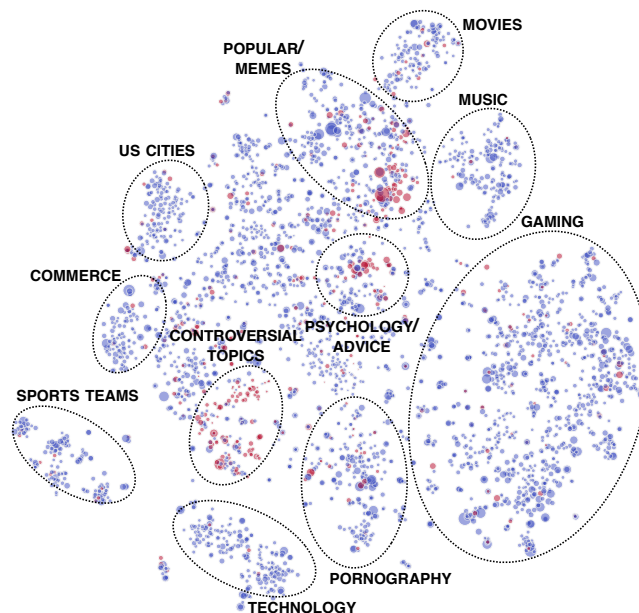 MOVIES
POPULAR/
MEMES
MUSIC
US CITIES
GAMING
COMMERCE
PSYCHOLOGY/
ADVICE
CONTROVERSIAL
TOPICS
SPORTS TEAMS
PORNOGRAPHY
TECHNOLOGY